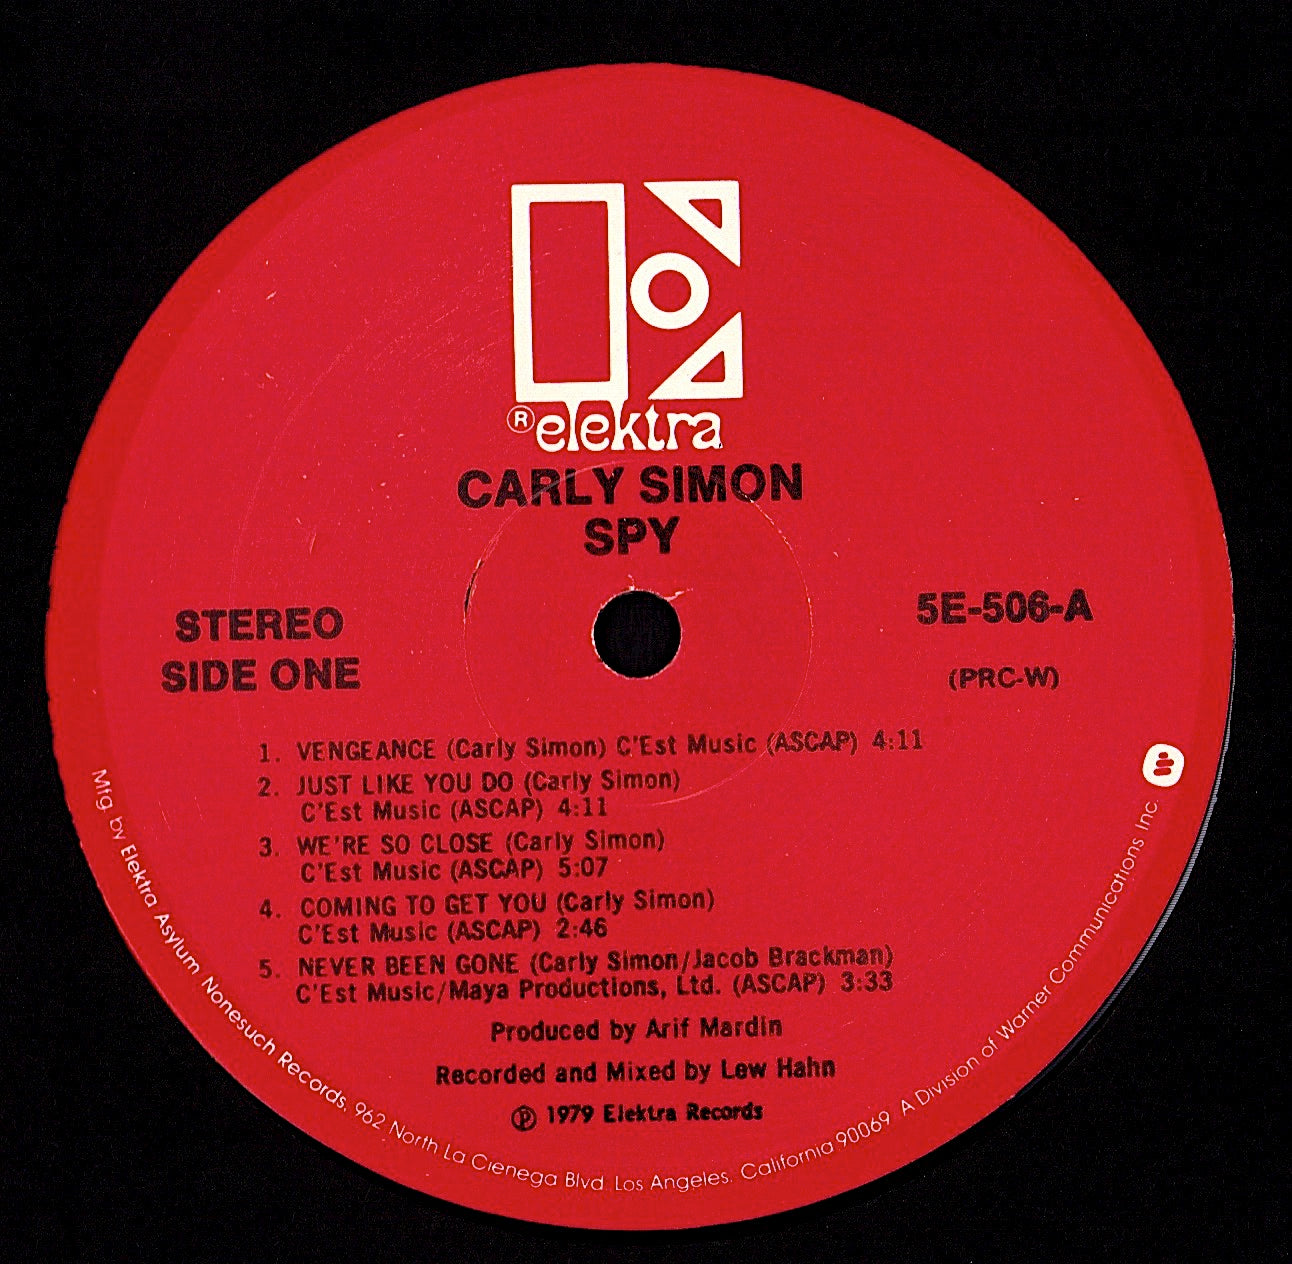 ® elektra
CARLY SIMON
SPY
STEREO
SIDE ONE
5E-506-A
(PRC-W)
1. VENGEANCE (Carly Simon) C'Est Music (ASCAP) 4:11
2. JUST LIKE YOU DO (Carly Simon)
C'Est Music (ASCAP) 4:11
3. WE'RE SO CLOSE (Carly Simon)
C'Est Music (ASCAP) 5:07
4. COMING TO GET YOU (Carly Simon)
C'Est Music (ASCAP) 2:46
5. NEVER BEEN GONE (Carly Simon/Jacob Brackman)
C'Est Music/Maya Productions, Ltd. (ASCAP) 3:33
Produced by Arif Mardin
Recorded and Mixed by Lew Hahn
℗ 1979 Elektra Records
Mfg. by Elektra Asylum Nonesuch Records, 962 North La Cienega Blvd. Los Angeles, California 90069 A Division of Warner Communications Inc.